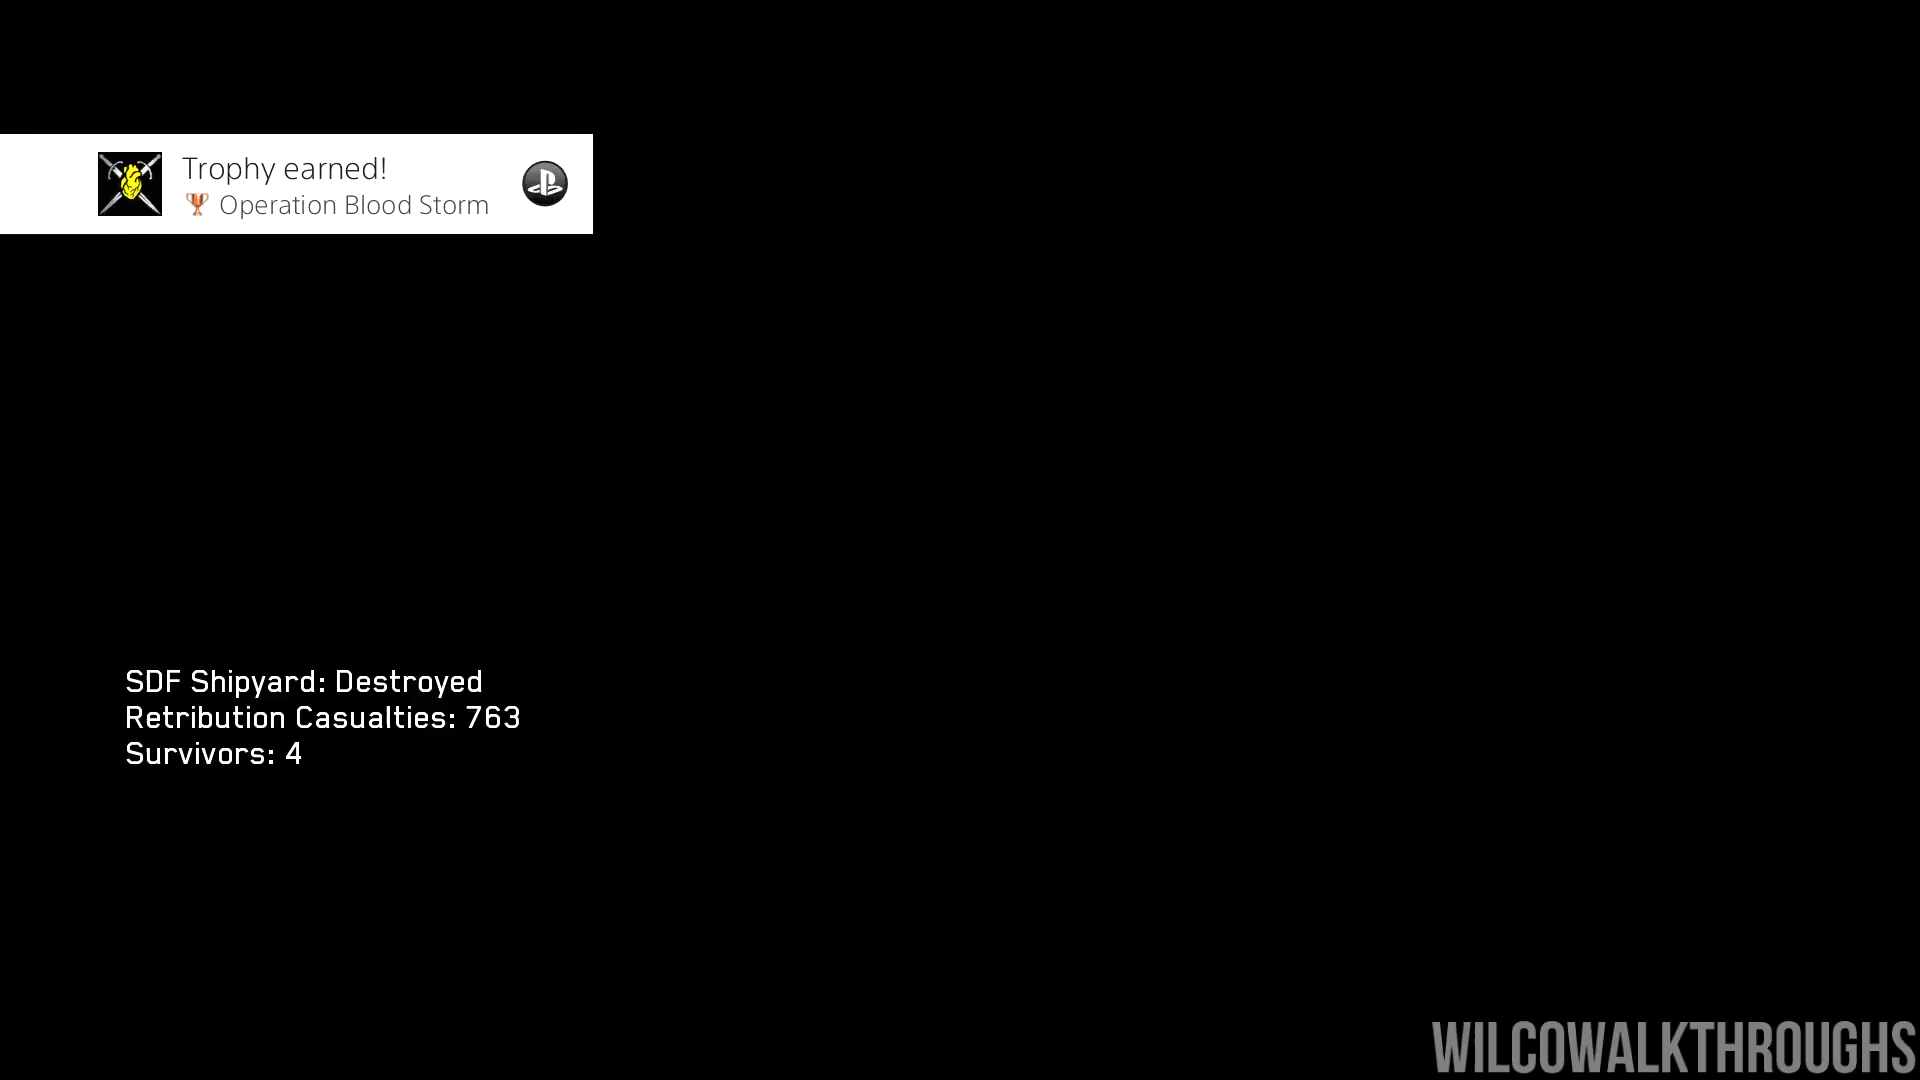 Trophy earned!
Operation Blood Storm
SDF Shipyard: Destroyed
Retribution Casualties: 763
Survivors: 4
WILCOWALKTHROUGHS